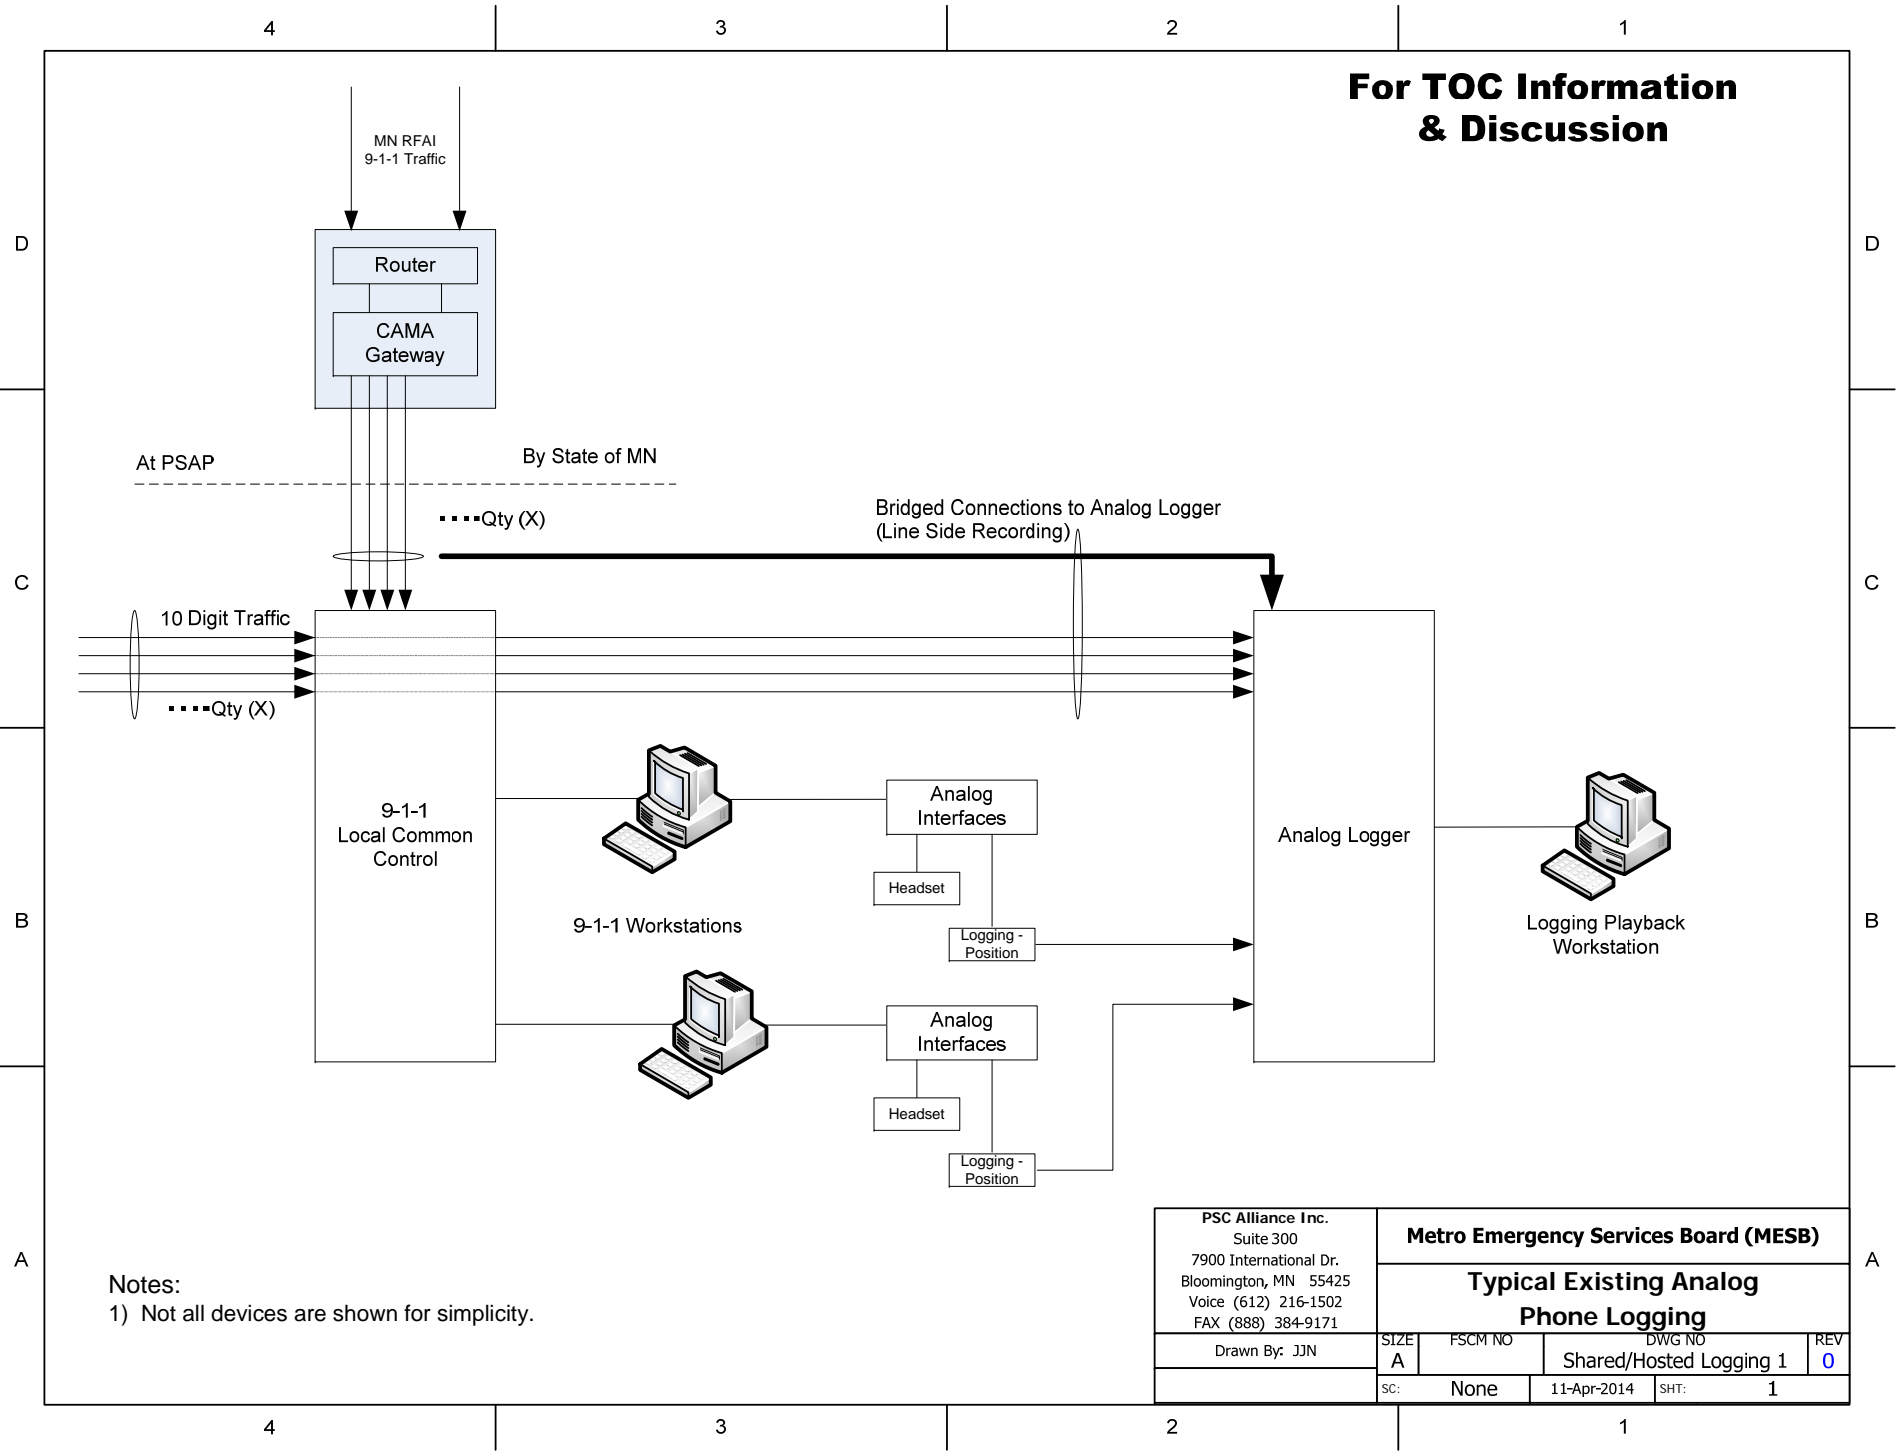 4 3 2 1
For TOC Information
& Discussion
MN RFAI
9-1-1 Traffic
D D
Router
CAMA
Gateway
At PSAP
By State of MN
Qty (X)
Bridged Connections to Analog Logger
(Line Side Recording)
C C
10 Digit Traffic
Qty (X)
9-1-1
Local Common
Control
Analog
Interfaces
Headset
Logging -
Position
9-1-1 Workstations
Analog Logger
Logging Playback
Workstation
B B
Analog
Interfaces
Headset
Logging -
Position
A A
Notes:
1) Not all devices are shown for simplicity.
PSC Alliance Inc.
Suite 300
7900 International Dr.
Bloomington, MN 55425
Voice (612) 216-1502
FAX (888) 384-9171
Drawn By: JJN
Metro Emergency Services Board (MESB)
Typical Existing Analog
Phone Logging
SIZE FSCM NO DWG NO REV
A Shared/Hosted Logging 1 0
SC: None 11-Apr-2014 SHT: 1
4 3 2 1